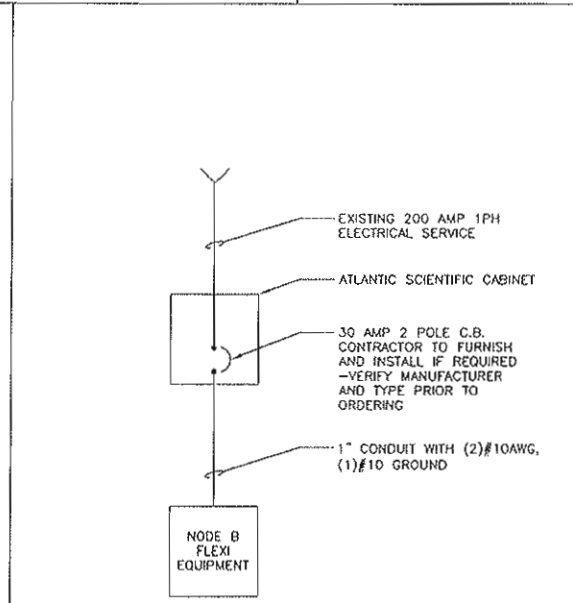 EXISTING 200 AMP 1PH
ELECTRICAL SERVICE
ATLANTIC SCIENTIFIC CABINET
30 AMP 2 POLE C.B.
CONTRACTOR TO FURNISH
AND INSTALL IF REQUIRED
-VERIFY MANUFACTURER
AND TYPE PRIOR TO
ORDERING
1" CONDUIT WITH (2)#10AWG,
(1)#10 GROUND
NODE B
FLEXI
EQUIPMENT